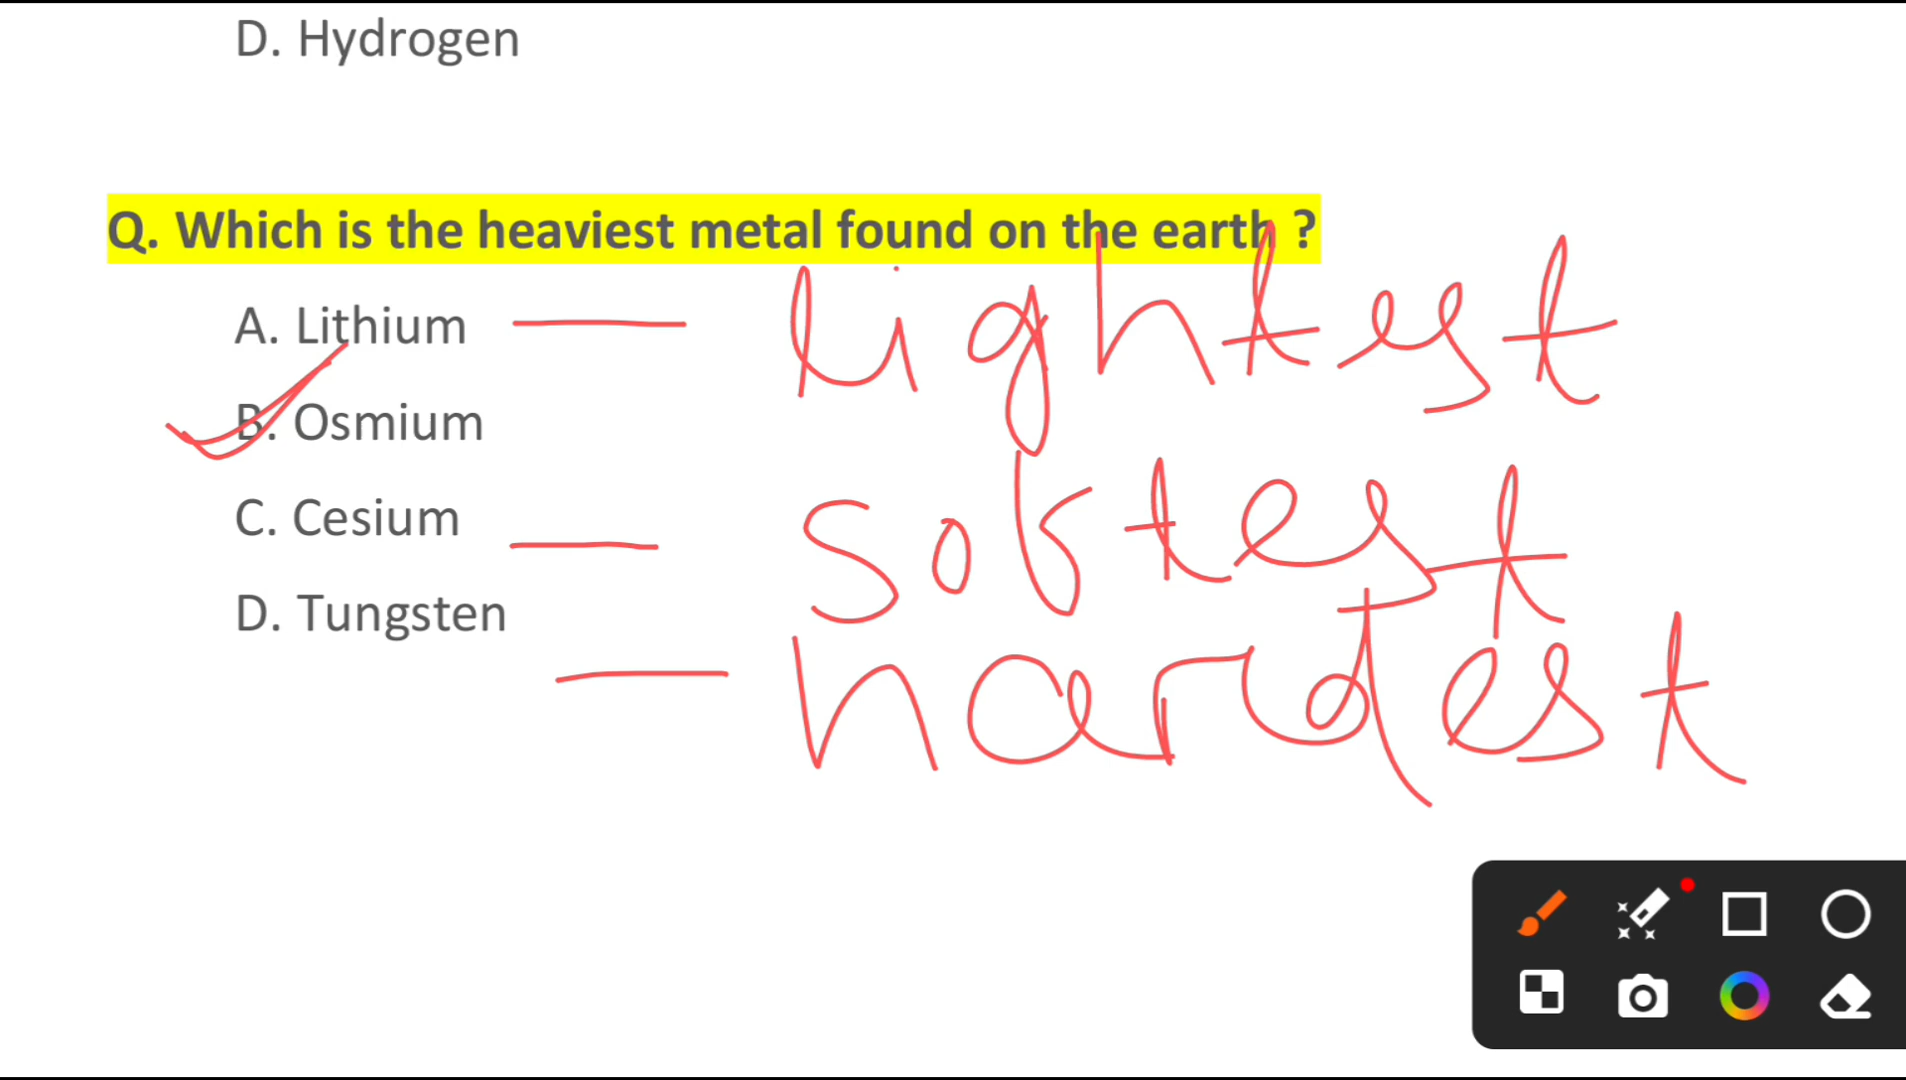 D. Hydrogen
Q. Which is the heaviest metal found on the earth ?
A. Lithium — lightest
B. Osmium
C. Cesium — softest
D. Tungsten — hardest